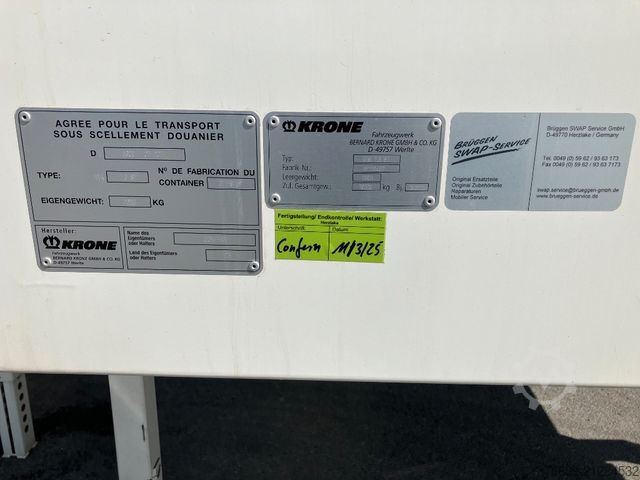 AGREE POUR LE TRANSPORT
SOUS SCELLEMENT DOUANIER
D
TYPE:
N° DE FABRICATION DU
CONTAINER
EIGENGEWICHT:
KG
Hersteller:
KRONE
Fahrzeugwerk
BERNARD KRONE GMBH & CO. KG
D-49757 Werlte
Name des
Eigentümers
oder Halters
Land des Eigentümers
oder Halters
KRONE
Fahrzeugwerk
BERNARD KRONE GMBH & CO. KG
D-49757 Werlte
Typ:
Fabrik-Nr.:
Leergewicht:
Zul. Gesamtgew.:
kg
Bj.
Fertigstellung/ Endkontrolle/ Werkstatt:
Herzlake
Unterschrift:
Datum:
11/3/25
BRÜGGEN
SWAP-SERVICE
Brüggen SWAP Service GmbH
D-49770 Herzlake / Germany
Tel. 0049 (0) 59 62 / 93 63 173
Fax 0049 (0) 59 62 / 93 63 7173
Original Ersatzteile
Original Zubehörteile
Reparaturen
Mobiler Service
swap.service@brueggen-gmbh.com
www.brueggen-gmbh.com